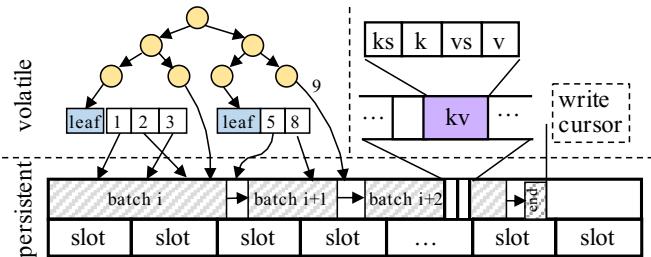 ks k vs v
9
volatile
leaf 1 2 3
leaf 5 8
... kv ...
write
cursor
persistent
batch i
batch i+1
batch i+2
end
slot slot slot slot ... slot slot